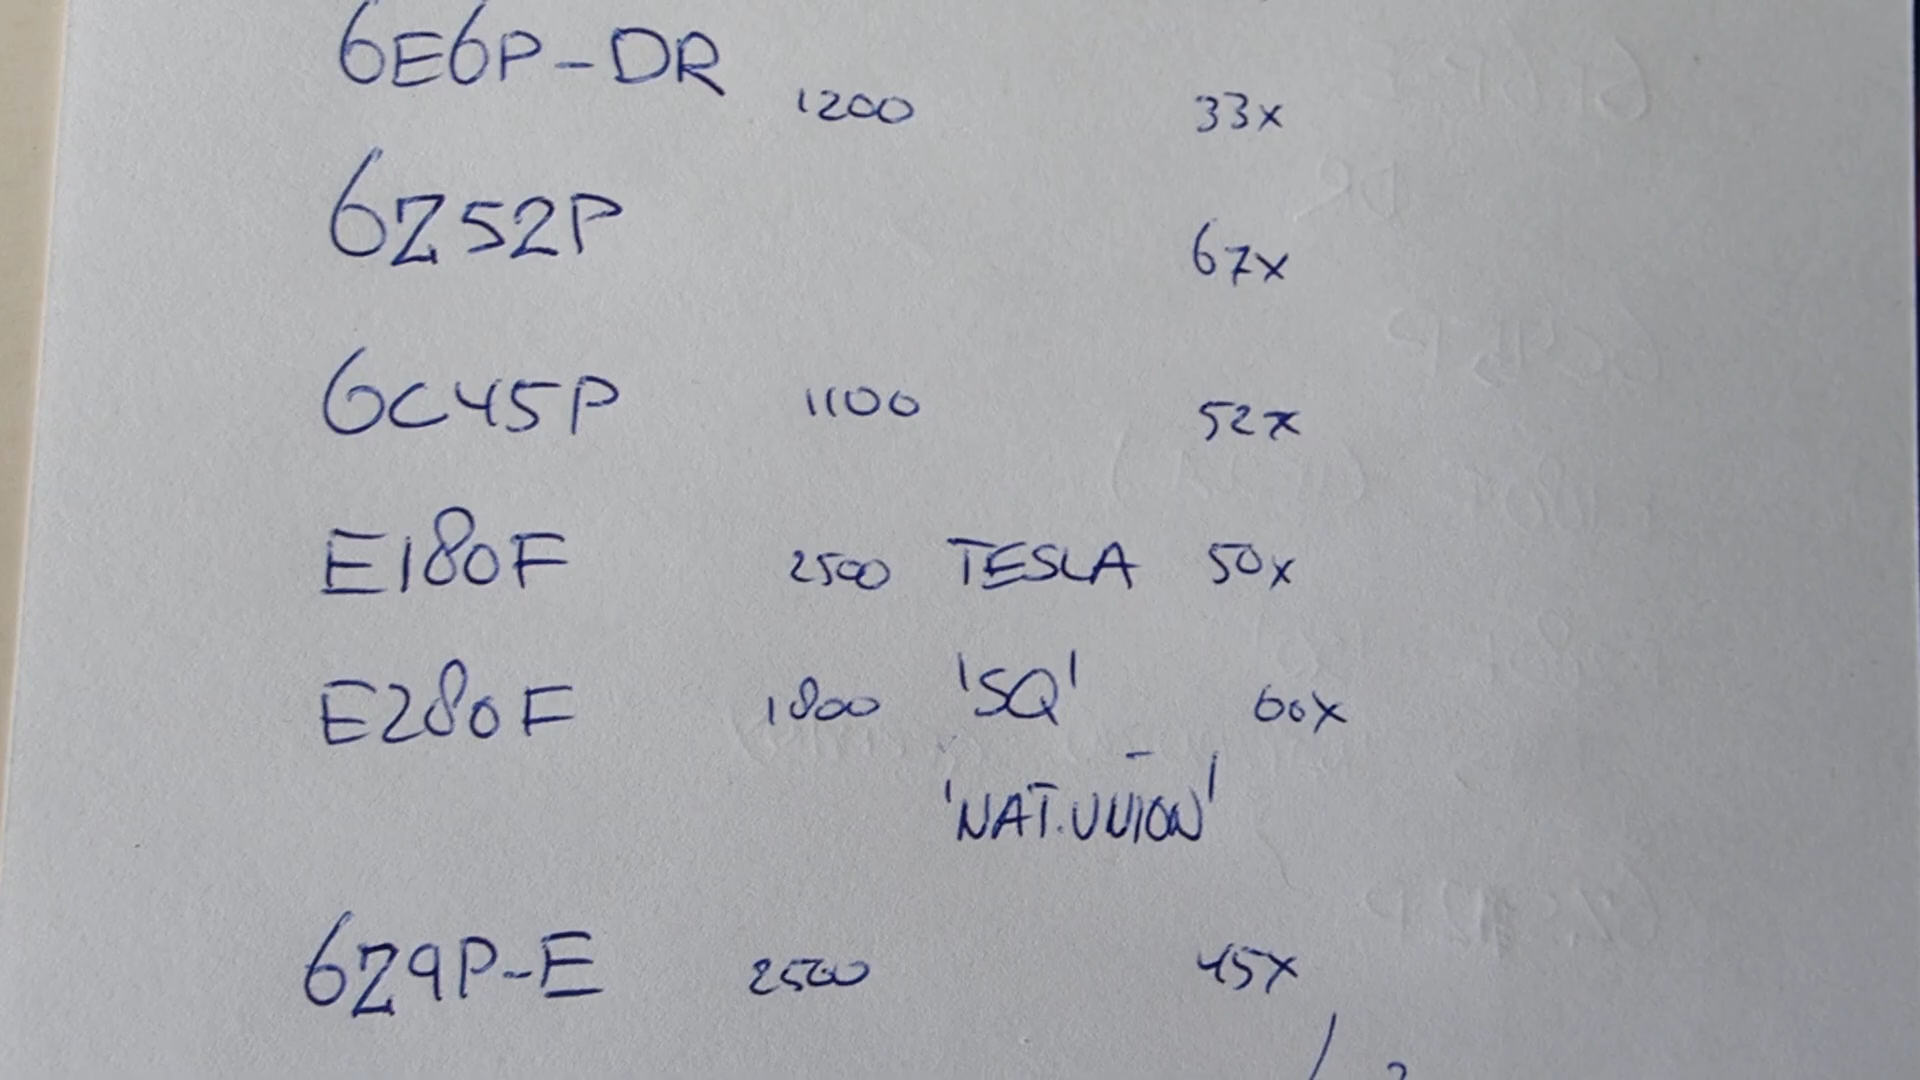 6E6P-DR 1200 33x
6Z52P 67x
6C45P 1100 52x
E180F 2500 TESLA 50x
E280F 1800 'SQ' 60x
'NAT.UNION'
6Z9P-E 2500 45x